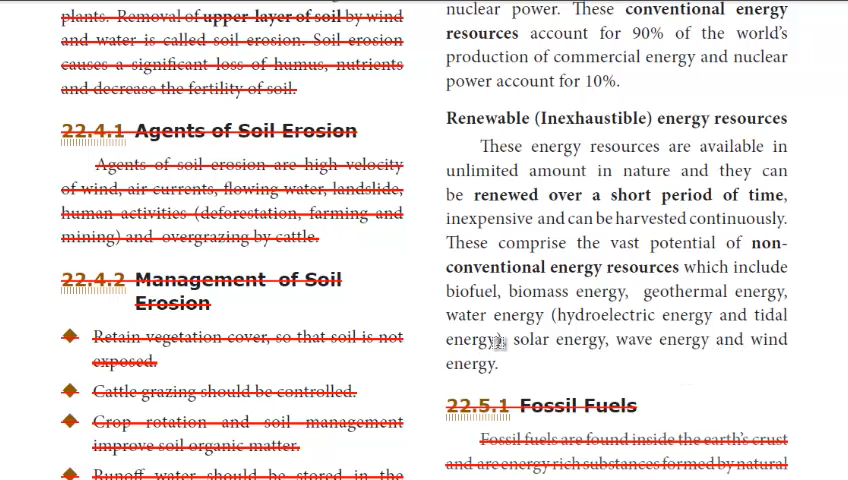 plants. Removal of upper layer of soil by wind
and water is called soil erosion. Soil erosion
causes a significant loss of humus, nutrients
and decrease the fertility of soil.
22.4.1 Agents of Soil Erosion
Agents of soil erosion are high velocity
of wind, air currents, flowing water, landslide,
human activities (deforestation, farming and
mining) and overgrazing by cattle.
22.4.2 Management of Soil
Erosion
Retain vegetation cover, so that soil is not
exposed.
Cattle grazing should be controlled.
Crop rotation and soil management
improve soil organic matter.
Runoff water should be stored in the
nuclear power. These conventional energy
resources account for 90% of the world's
production of commercial energy and nuclear
power account for 10%.
Renewable (Inexhaustible) energy resources
These energy resources are available in
unlimited amount in nature and they can
be renewed over a short period of time,
inexpensive and can be harvested continuously.
These comprise the vast potential of non-
conventional energy resources which include
biofuel, biomass energy, geothermal energy,
water energy (hydroelectric energy and tidal
energy), solar energy, wave energy and wind
energy.
22.5.1 Fossil Fuels
Fossil fuels are found inside the earth's crust
and are energy rich substances formed by natural